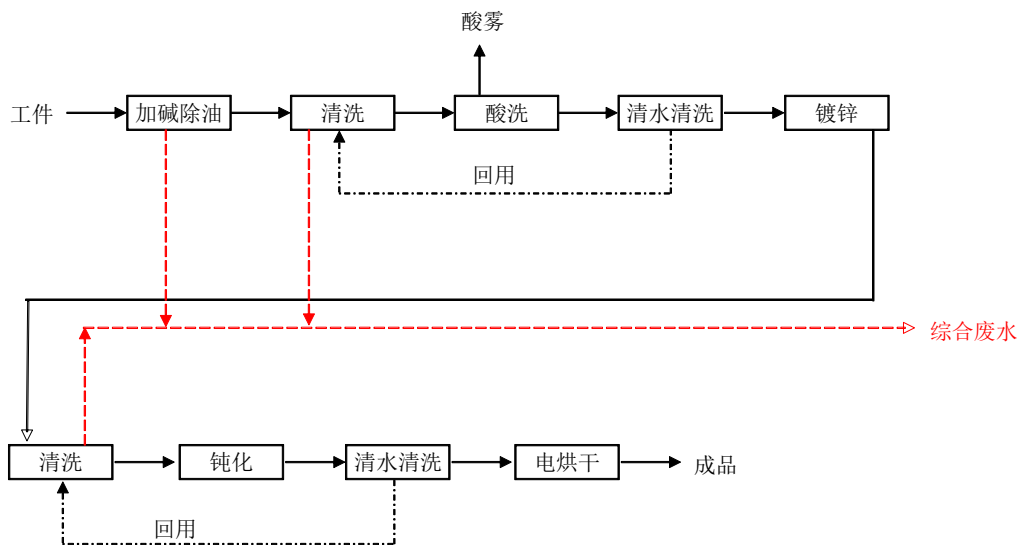 酸雾
工件
加碱除油
清洗
酸洗
清水清洗
镀锌
回用
综合废水
清洗
钝化
清水清洗
电烘干
成品
回用